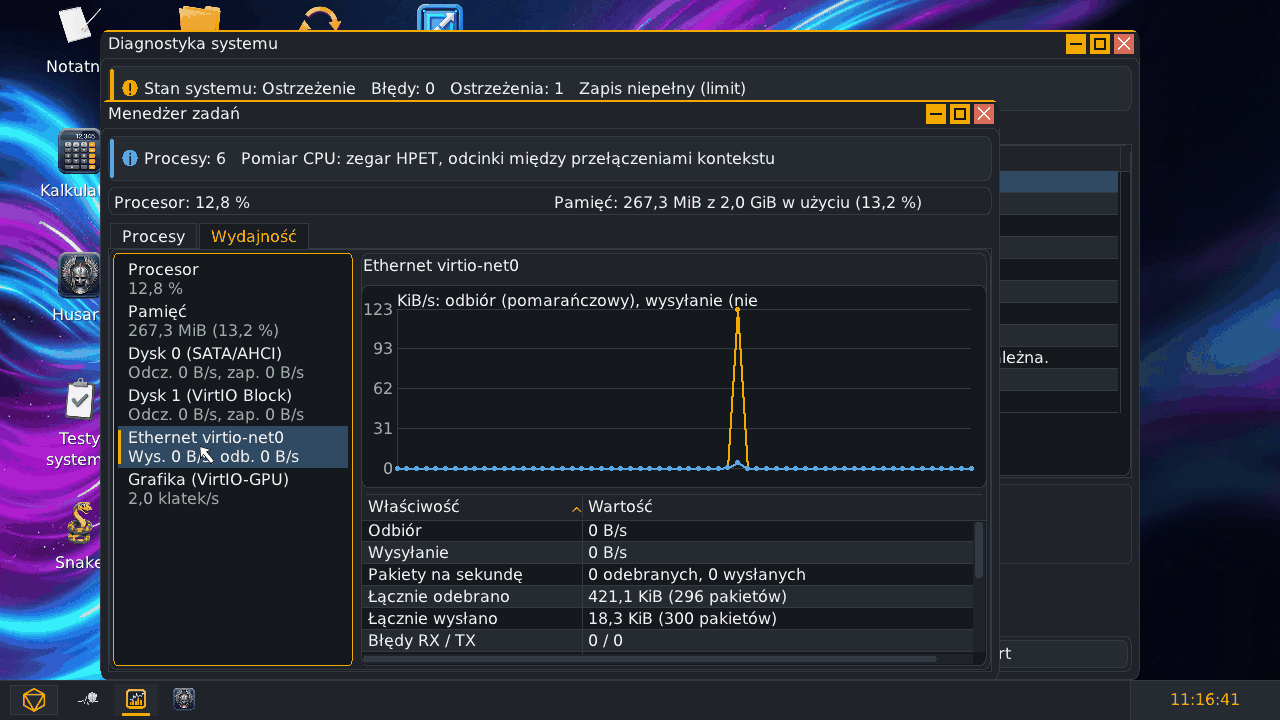 Notatn
Diagnostyka systemu
Stan systemu: Ostrzeżenie Błędy: 0 Ostrzeżenia: 1 Zapis niepełny (limit)
Menedżer zadań
Procesy: 6 Pomiar CPU: zegar HPET, odcinki między przełączeniami kontekstu
Procesor: 12,8 %
Pamięć: 267,3 MiB z 2,0 GiB w użyciu (13,2 %)
Procesy
Wydajność
Procesor
12,8 %
Pamięć
267,3 MiB (13,2 %)
Dysk 0 (SATA/AHCI)
Odcz. 0 B/s, zap. 0 B/s
Dysk 1 (VirtIO Block)
Odcz. 0 B/s, zap. 0 B/s
Ethernet virtio-net0
Wys. 0 B/s, odb. 0 B/s
Grafika (VirtIO-GPU)
2,0 klatek/s
Ethernet virtio-net0
KiB/s: odbiór (pomarańczowy), wysyłanie (nie
123
93
62
31
0
Właściwość Wartość
Odbiór 0 B/s
Wysyłanie 0 B/s
Pakiety na sekundę 0 odebranych, 0 wysłanych
Łącznie odebrano 421,1 KiB (296 pakietów)
Łącznie wysłano 18,3 KiB (300 pakietów)
Błędy RX / TX 0 / 0
leżna.
rt
12,345
Kalkulat
Husar
Testy
system
Snake
11:16:41